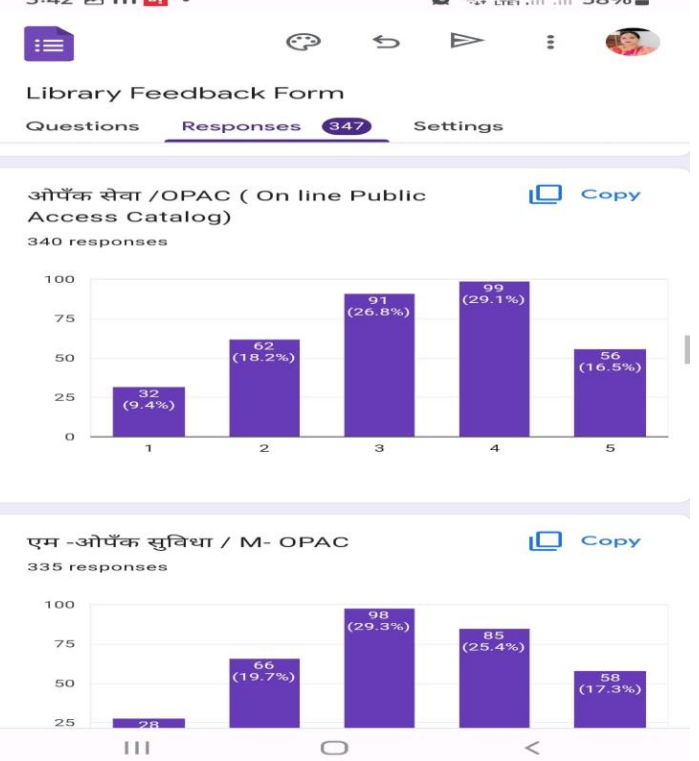 Library Feedback Form
Questions Responses 347 Settings
ओपॅक सेवा /OPAC ( On line Public
Access Catalog)
Copy
340 responses
100
75
50
25
0
32
(9.4%)
62
(18.2%)
91
(26.8%)
99
(29.1%)
56
(16.5%)
1 2 3 4 5
एम -ओपॅक सुविधा / M- OPAC
Copy
335 responses
100
75
50
25
28
66
(19.7%)
98
(29.3%)
85
(25.4%)
58
(17.3%)